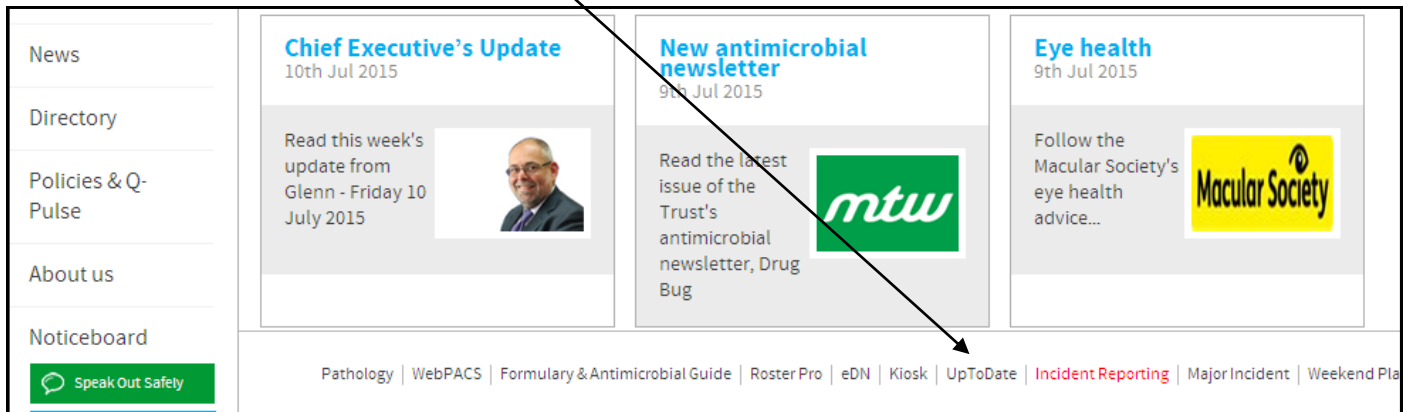 News
Directory
Policies & Q-
Pulse
About us
Noticeboard
Speak Out Safely
Chief Executive's Update
10th Jul 2015
Read this week's
update from
Glenn - Friday 10
July 2015
New antimicrobial
newsletter
9th Jul 2015
Read the latest
issue of the
Trust's
antimicrobial
newsletter, Drug
Bug
mtw
Eye health
9th Jul 2015
Follow the
Macular Society's
eye health
advice...
Macular Society
Pathology | WebPACS | Formulary & Antimicrobial Guide | Roster Pro | eDN | Kiosk | UpToDate | Incident Reporting | Major Incident | Weekend Pla